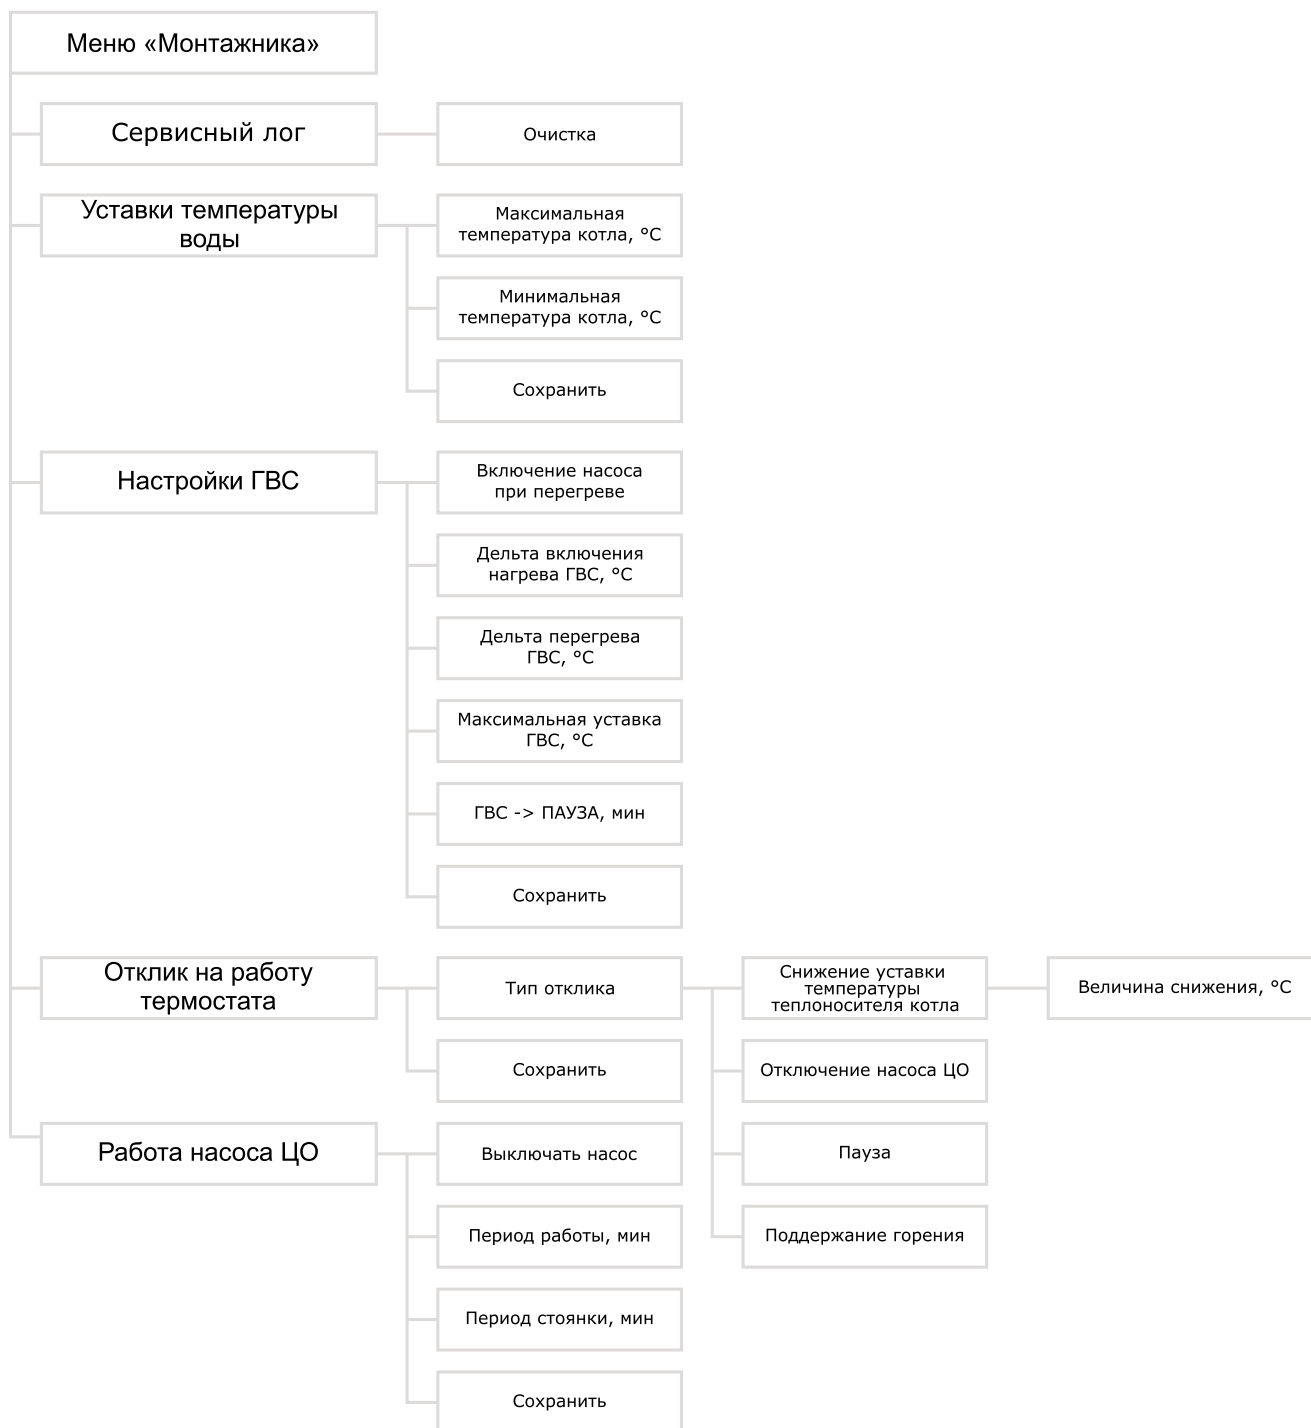 Меню «Монтажника»
Сервисный лог
Очистка
Уставки температуры
воды
Максимальная
температура котла, °C
Минимальная
температура котла, °C
Сохранить
Настройки ГВС
Включение насоса
при перегреве
Дельта включения
нагрева ГВС, °C
Дельта перегрева
ГВС, °C
Максимальная уставка
ГВС, °C
ГВС -> ПАУЗА, мин
Сохранить
Отклик на работу
термостата
Тип отклика
Снижение уставки
температуры
теплоносителя котла
Величина снижения, °C
Сохранить
Отключение насоса ЦО
Пауза
Поддержание горения
Работа насоса ЦО
Выключать насос
Период работы, мин
Период стоянки, мин
Сохранить